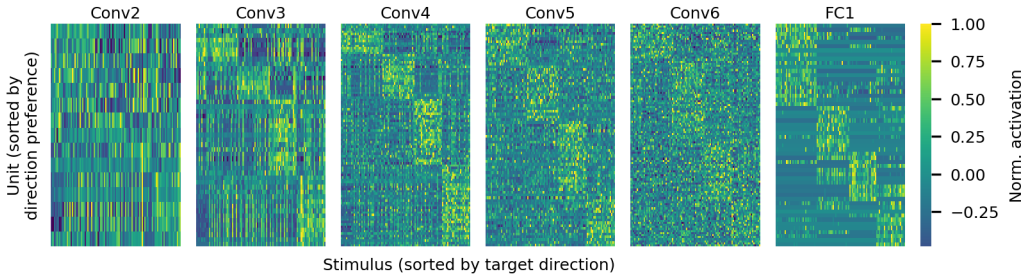 Conv2 Conv3 Conv4 Conv5 Conv6 FC1
Unit (sorted by
direction preference)
1.00
0.75
0.50
0.25
0.00
−0.25
Norm. activation
Stimulus (sorted by target direction)